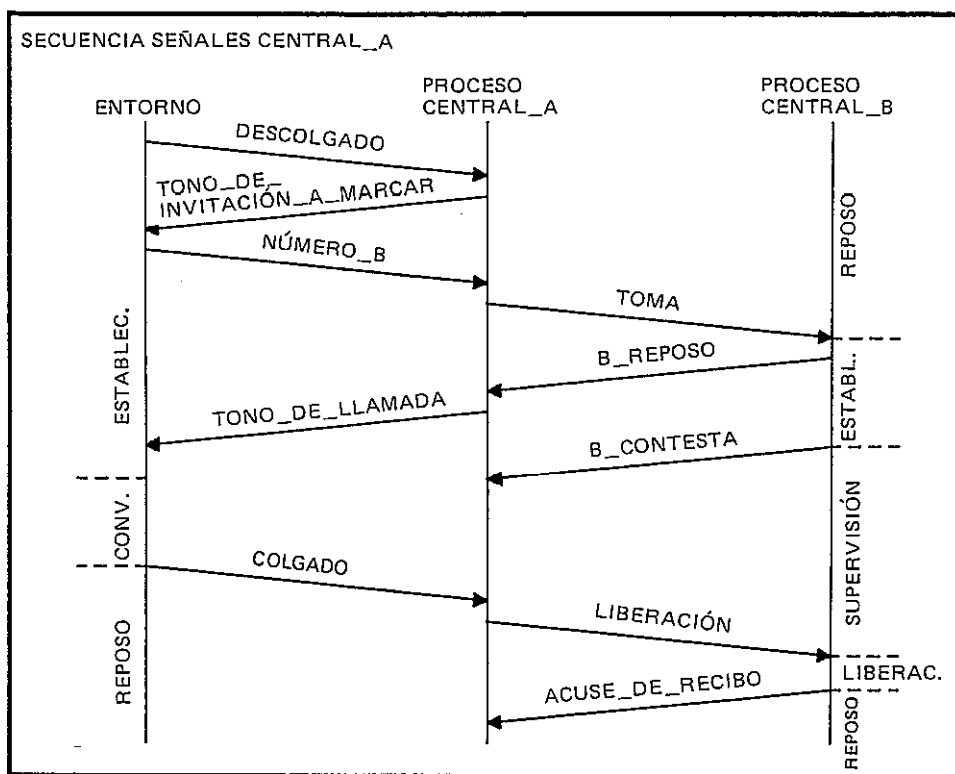 SECUENCIA SEÑALES CENTRAL_A
ENTORNO
PROCESO
CENTRAL_A
PROCESO
CENTRAL_B
DESCOLGADO
TONO_DE_
INVITACIÓN_A_MARCAR
NÚMERO_B
REPOSO
TOMA
ESTABLEC.
B_REPOSO
ESTABL.
TONO_DE_LLAMADA
B_CONTESTA
CONV.
SUPERVISIÓN
COLGADO
LIBERACIÓN
REPOSO
LIBERAC.
ACUSE_DE_RECIBO
REPOSO